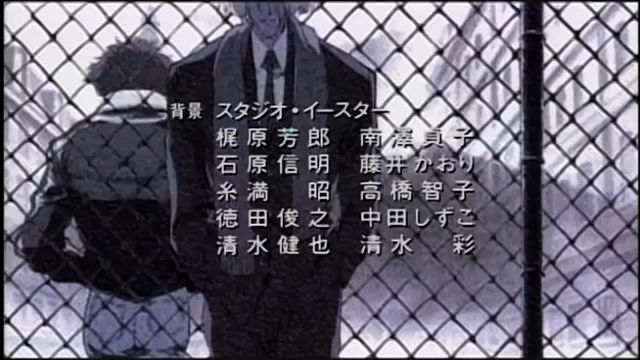 背景 スタジオ・イースター
梶原芳郎 南澤貞子
石原信明 藤井かおり
糸満 昭 高橋智子
徳田俊之 中田しずこ
清水健也 清水 彩